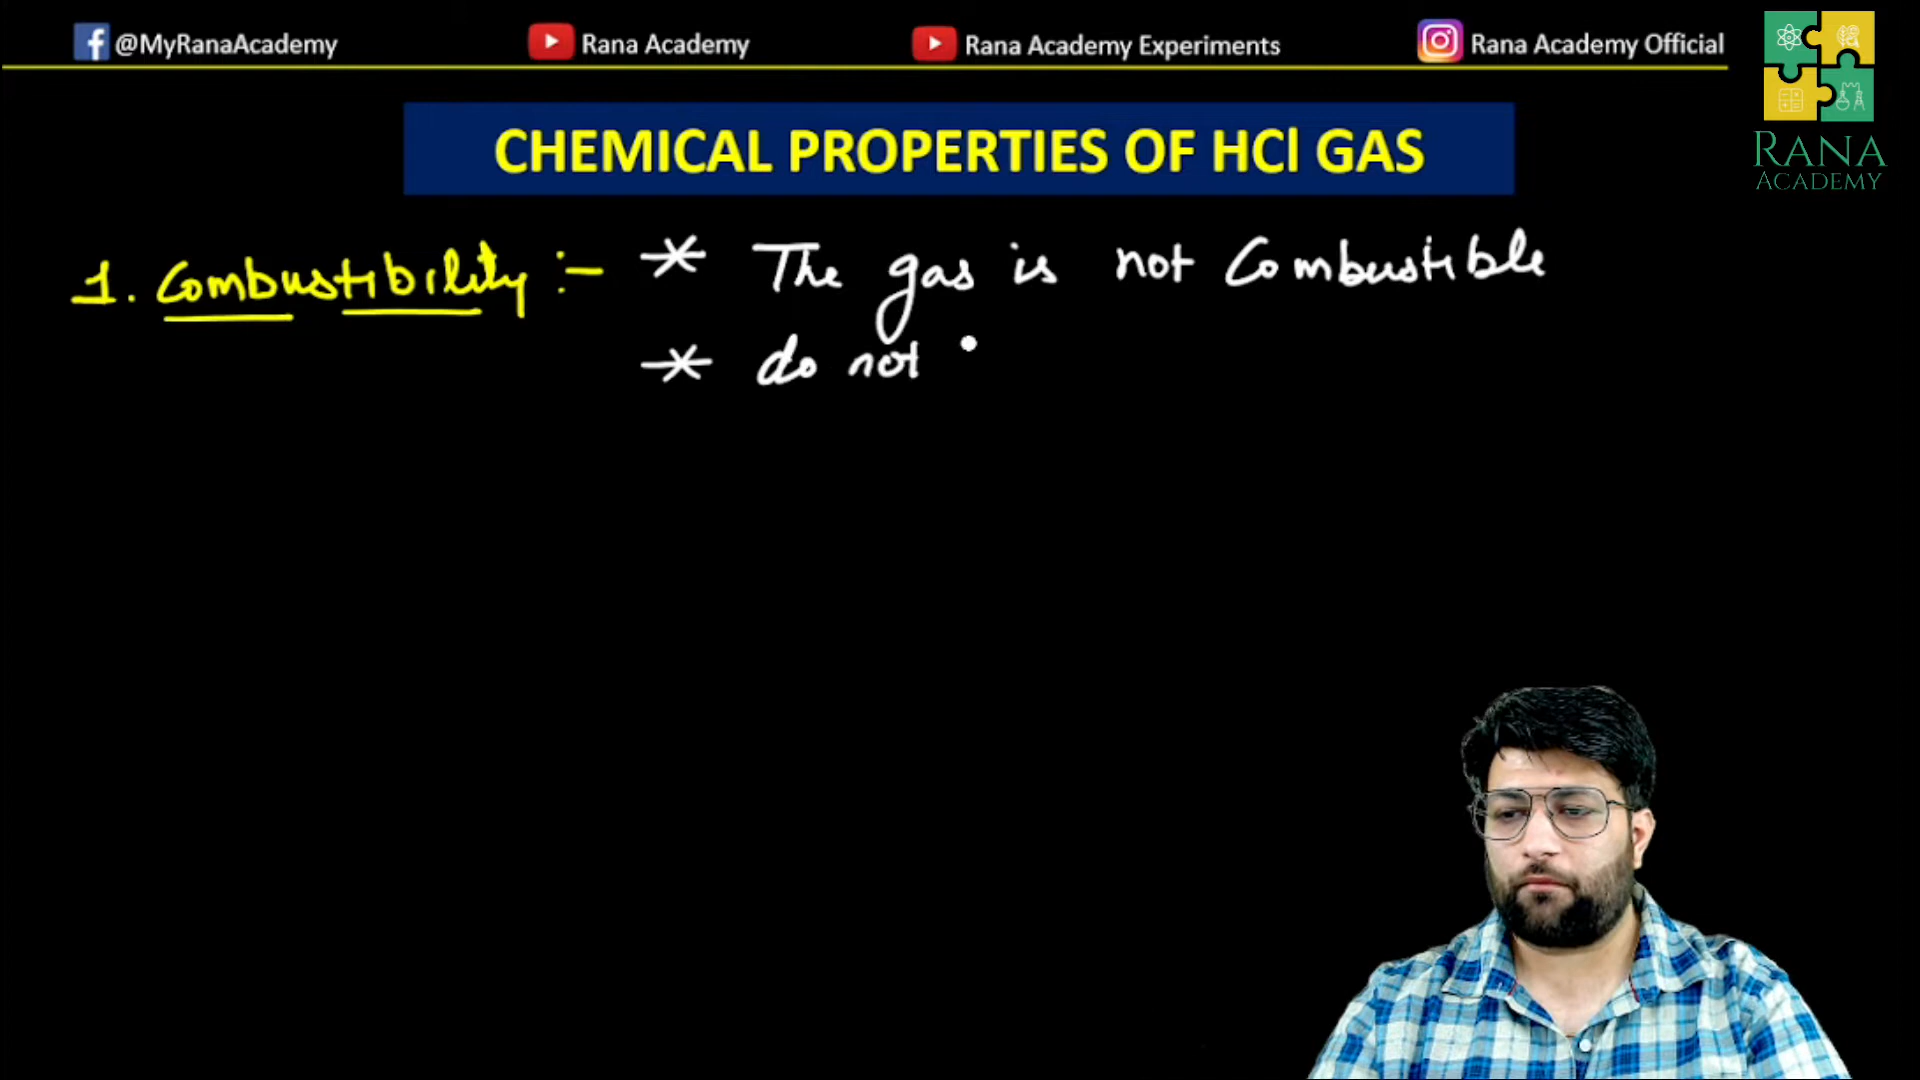 @MyRanaAcademy
Rana Academy
Rana Academy Experiments
Rana Academy Official
RANA
ACADEMY
CHEMICAL PROPERTIES OF HCl GAS
1. Combustibility :- * The gas is not Combustible
* do not